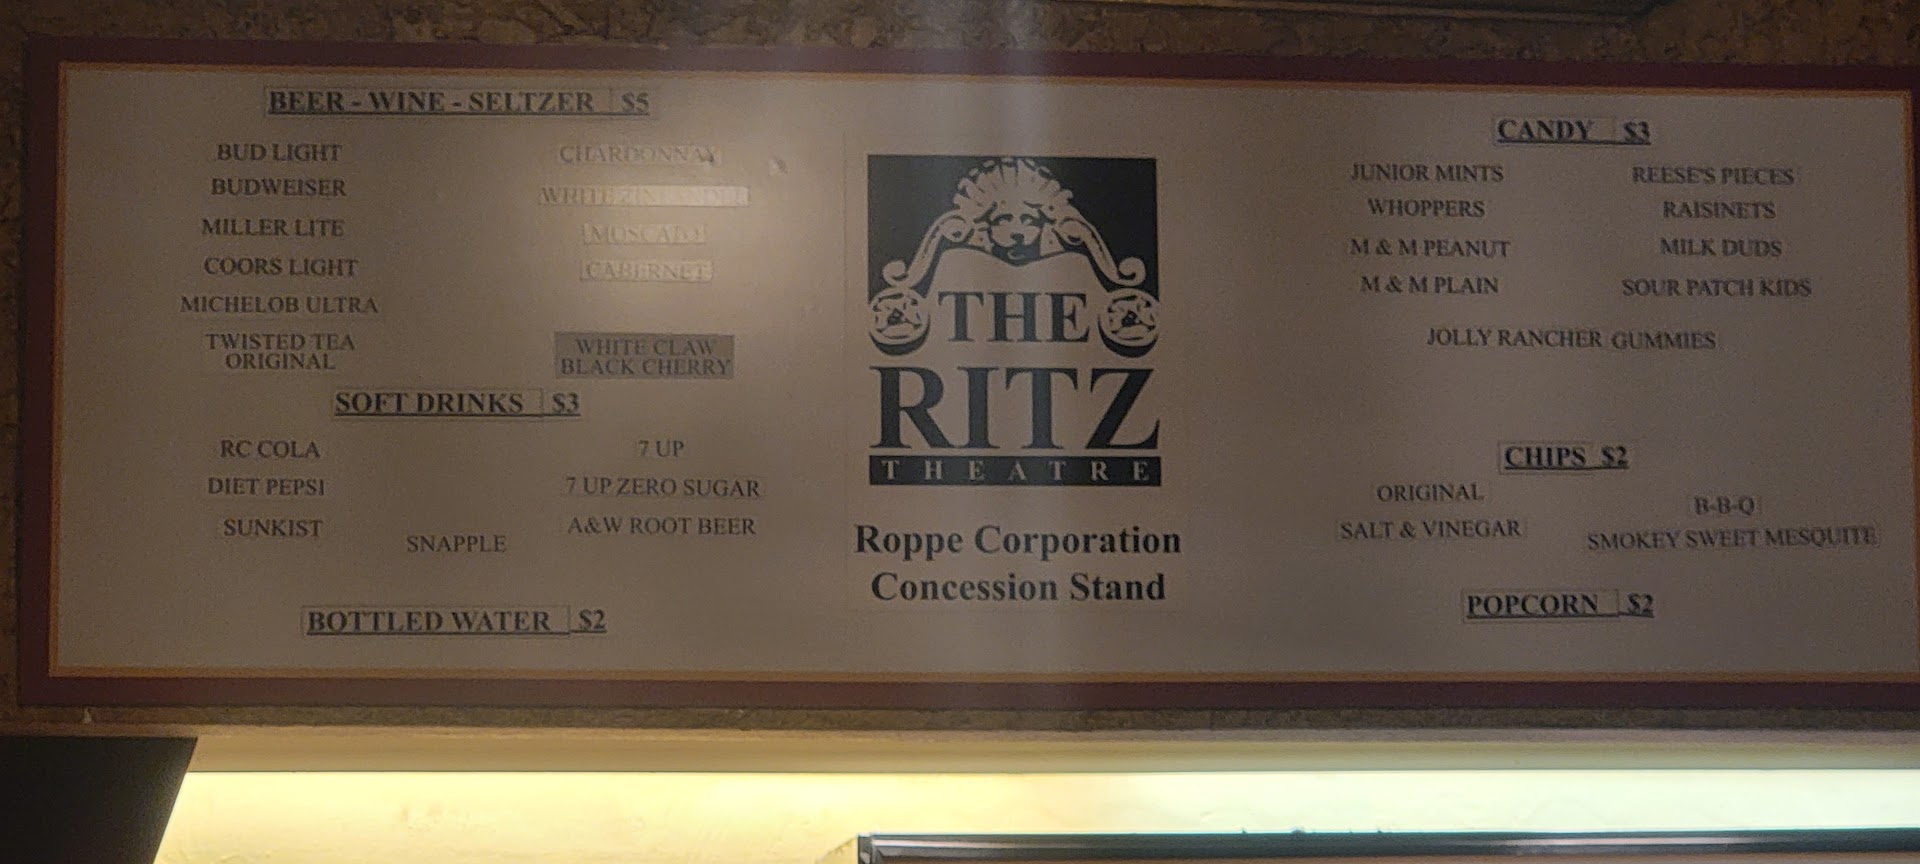 BEER - WINE - SELTZER $5
BUD LIGHT
BUDWEISER
MILLER LITE
COORS LIGHT
MICHELOB ULTRA
TWISTED TEA
ORIGINAL
CHARDONNAY
WHITE ZINFANDEL
MOSCATO
CABERNET
WHITE CLAW
BLACK CHERRY
SOFT DRINKS $3
RC COLA
DIET PEPSI
SUNKIST
SNAPPLE
7 UP
7 UP ZERO SUGAR
A&W ROOT BEER
BOTTLED WATER $2
THE
RITZ
THEATRE
Roppe Corporation
Concession Stand
CANDY $3
JUNIOR MINTS
WHOPPERS
M & M PEANUT
M & M PLAIN
REESE'S PIECES
RAISINETS
MILK DUDS
SOUR PATCH KIDS
JOLLY RANCHER GUMMIES
CHIPS $2
ORIGINAL
SALT & VINEGAR
B-B-Q
SMOKEY SWEET MESQUITE
POPCORN $2